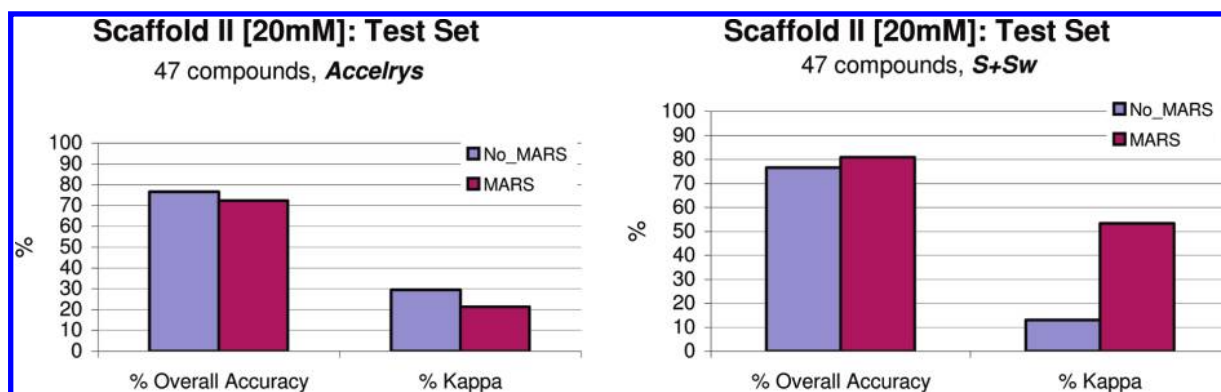 Scaffold II [20mM]: Test Set
47 compounds, Accelrys
No_MARS
MARS
100
90
80
70
60
50
40
30
20
10
0
%
% Overall Accuracy
% Kappa
Scaffold II [20mM]: Test Set
47 compounds, S+Sw
No_MARS
MARS
100
90
80
70
60
50
40
30
20
10
0
%
% Overall Accuracy
% Kappa